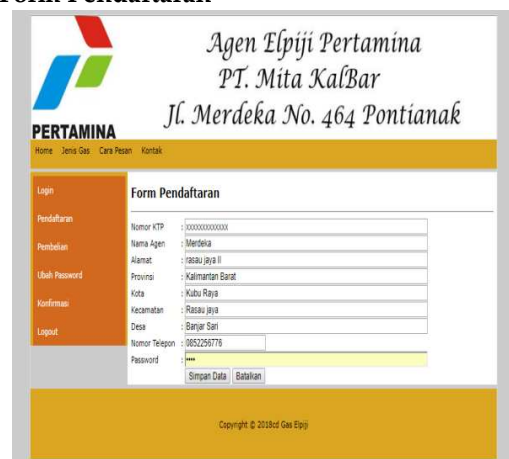 Form Pendaftaran
Agen Elpiji Pertamina
PT. Mita KalBar
Jl. Merdeka No. 464 Pontianak
PERTAMINA
Home Jenis Gas Cara Pesan Kontak
Login
Pendaftaran
Pembelian
Ubah Password
Konfirmasi
Logout
Form Pendaftaran
Nomor KTP : xxxxxxxxxxxxx
Nama Agen : Merdeka
Alamat : rasau jaya II
Provinsi : Kalimantan Barat
Kota : Kubu Raya
Kecamatan : Rasau jaya
Desa : Banjar Sari
Nomor Telepon : 0852256776
Password : ••••
Simpan Data Batalkan
Copyright © 2018cd Gas Elpiji